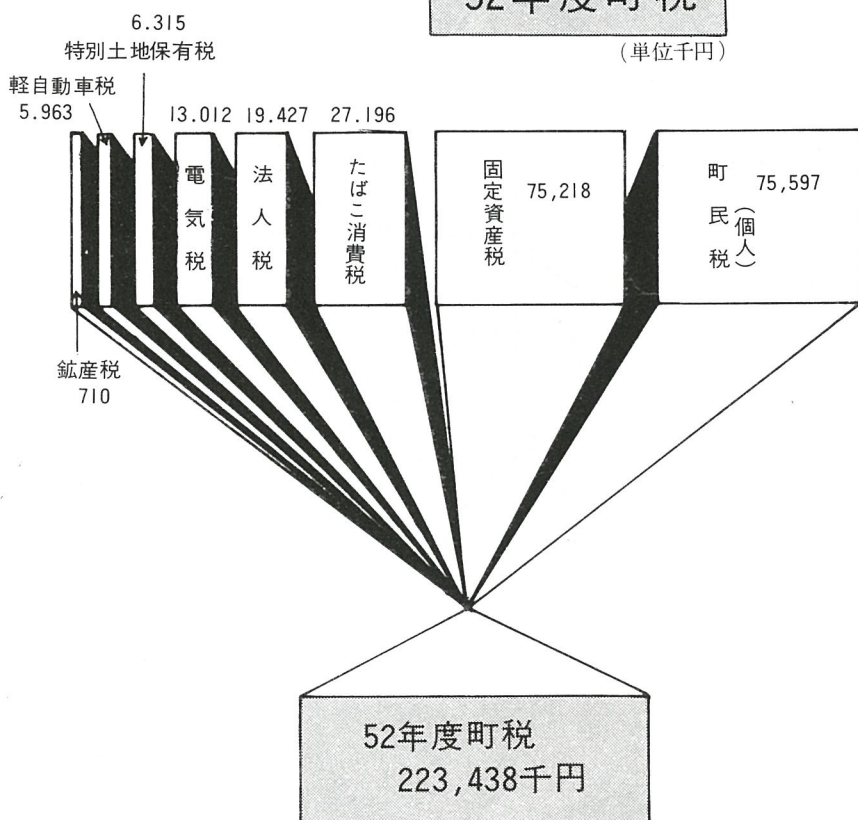 52年度町税
(単位千円)
6.315
特別土地保有税
軽自動車税
5.963
13.012
19.427
27.196
電気税
法人税
たばこ消費税
固定資産税
75,218
町民税
(個人)
75,597
鉱産税
710
52年度町税
223,438千円